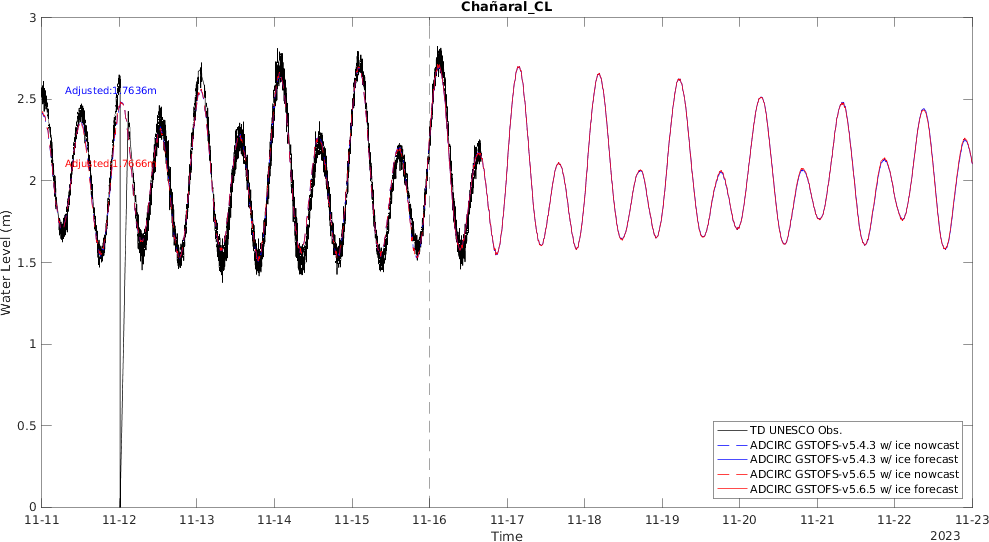 Chañaral_CL
3
2.5
2
1.5
1
0.5
0
Water Level (m)
Adjusted:1.7636m
Adjusted:1.7666m
TD UNESCO Obs.
ADCIRC GSTOFS-v5.4.3 w/ ice nowcast
ADCIRC GSTOFS-v5.4.3 w/ ice forecast
ADCIRC GSTOFS-v5.6.5 w/ ice nowcast
ADCIRC GSTOFS-v5.6.5 w/ ice forecast
11-11 11-12 11-13 11-14 11-15 11-16 11-17 11-18 11-19 11-20 11-21 11-22 11-23
Time
2023